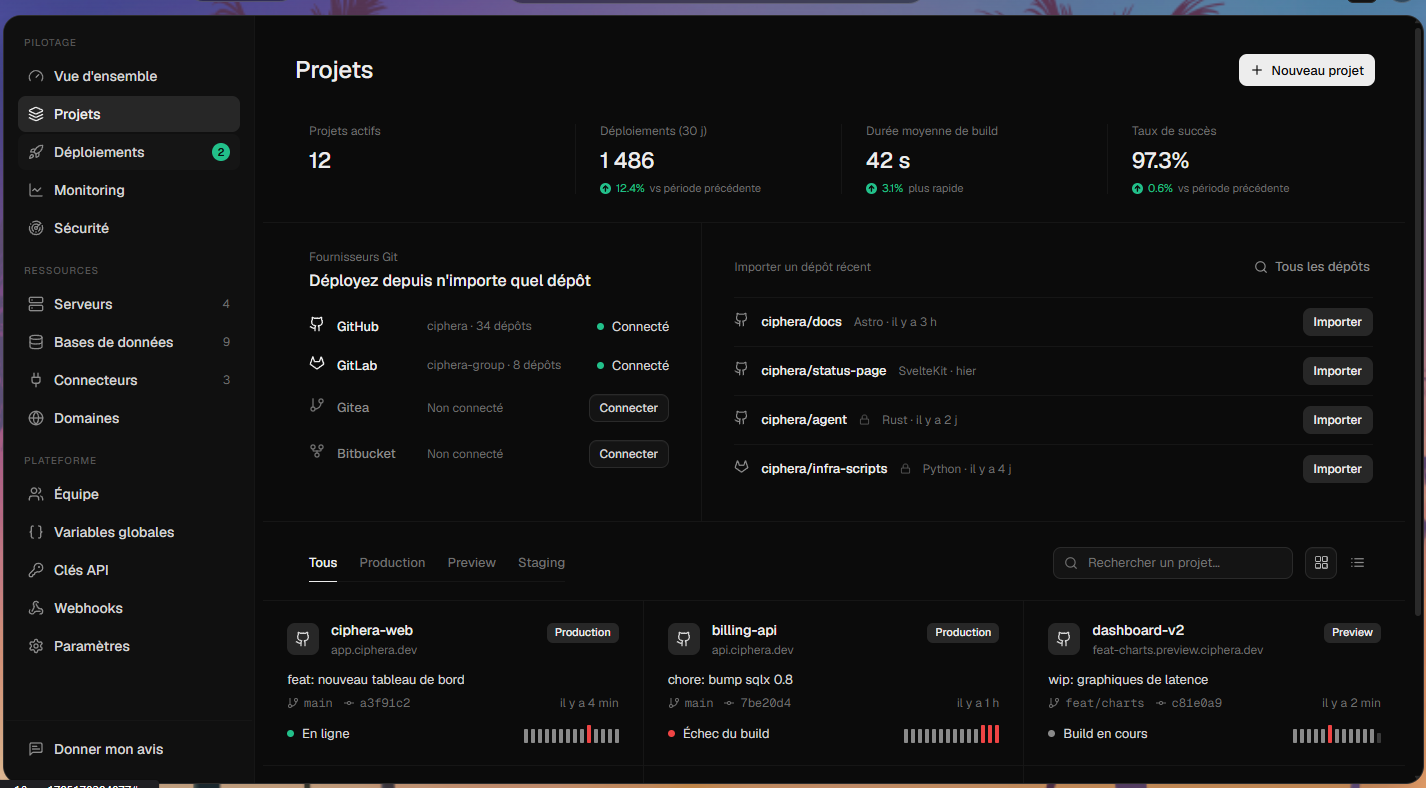 PILOTAGE
Vue d'ensemble
Projets
Déploiements 2
Monitoring
Sécurité
RESSOURCES
Serveurs 4
Bases de données 9
Connecteurs 3
Domaines
PLATEFORME
Équipe
Variables globales
Clés API
Webhooks
Paramètres
Donner mon avis
Projets
+ Nouveau projet
Projets actifs
12
Déploiements (30 j)
1 486
12.4% vs période précédente
Durée moyenne de build
42 s
3.1% plus rapide
Taux de succès
97.3%
0.6% vs période précédente
Fournisseurs Git
Déployez depuis n'importe quel dépôt
GitHub ciphera · 34 dépôts Connecté
GitLab ciphera-group · 8 dépôts Connecté
Gitea Non connecté Connecter
Bitbucket Non connecté Connecter
Importer un dépôt récent Tous les dépôts
ciphera/docs Astro · il y a 3 h Importer
ciphera/status-page SvelteKit · hier Importer
ciphera/agent Rust · il y a 2 j Importer
ciphera/infra-scripts Python · il y a 4 j Importer
Tous Production Preview Staging
Rechercher un projet...
ciphera-web Production
app.ciphera.dev
feat: nouveau tableau de bord
main a3f91c2 il y a 4 min
En ligne
billing-api Production
api.ciphera.dev
chore: bump sqlx 0.8
main 7be20d4 il y a 1 h
Échec du build
dashboard-v2 Preview
feat-charts.preview.ciphera.dev
wip: graphiques de latence
feat/charts c81e0a9 il y a 2 min
Build en cours